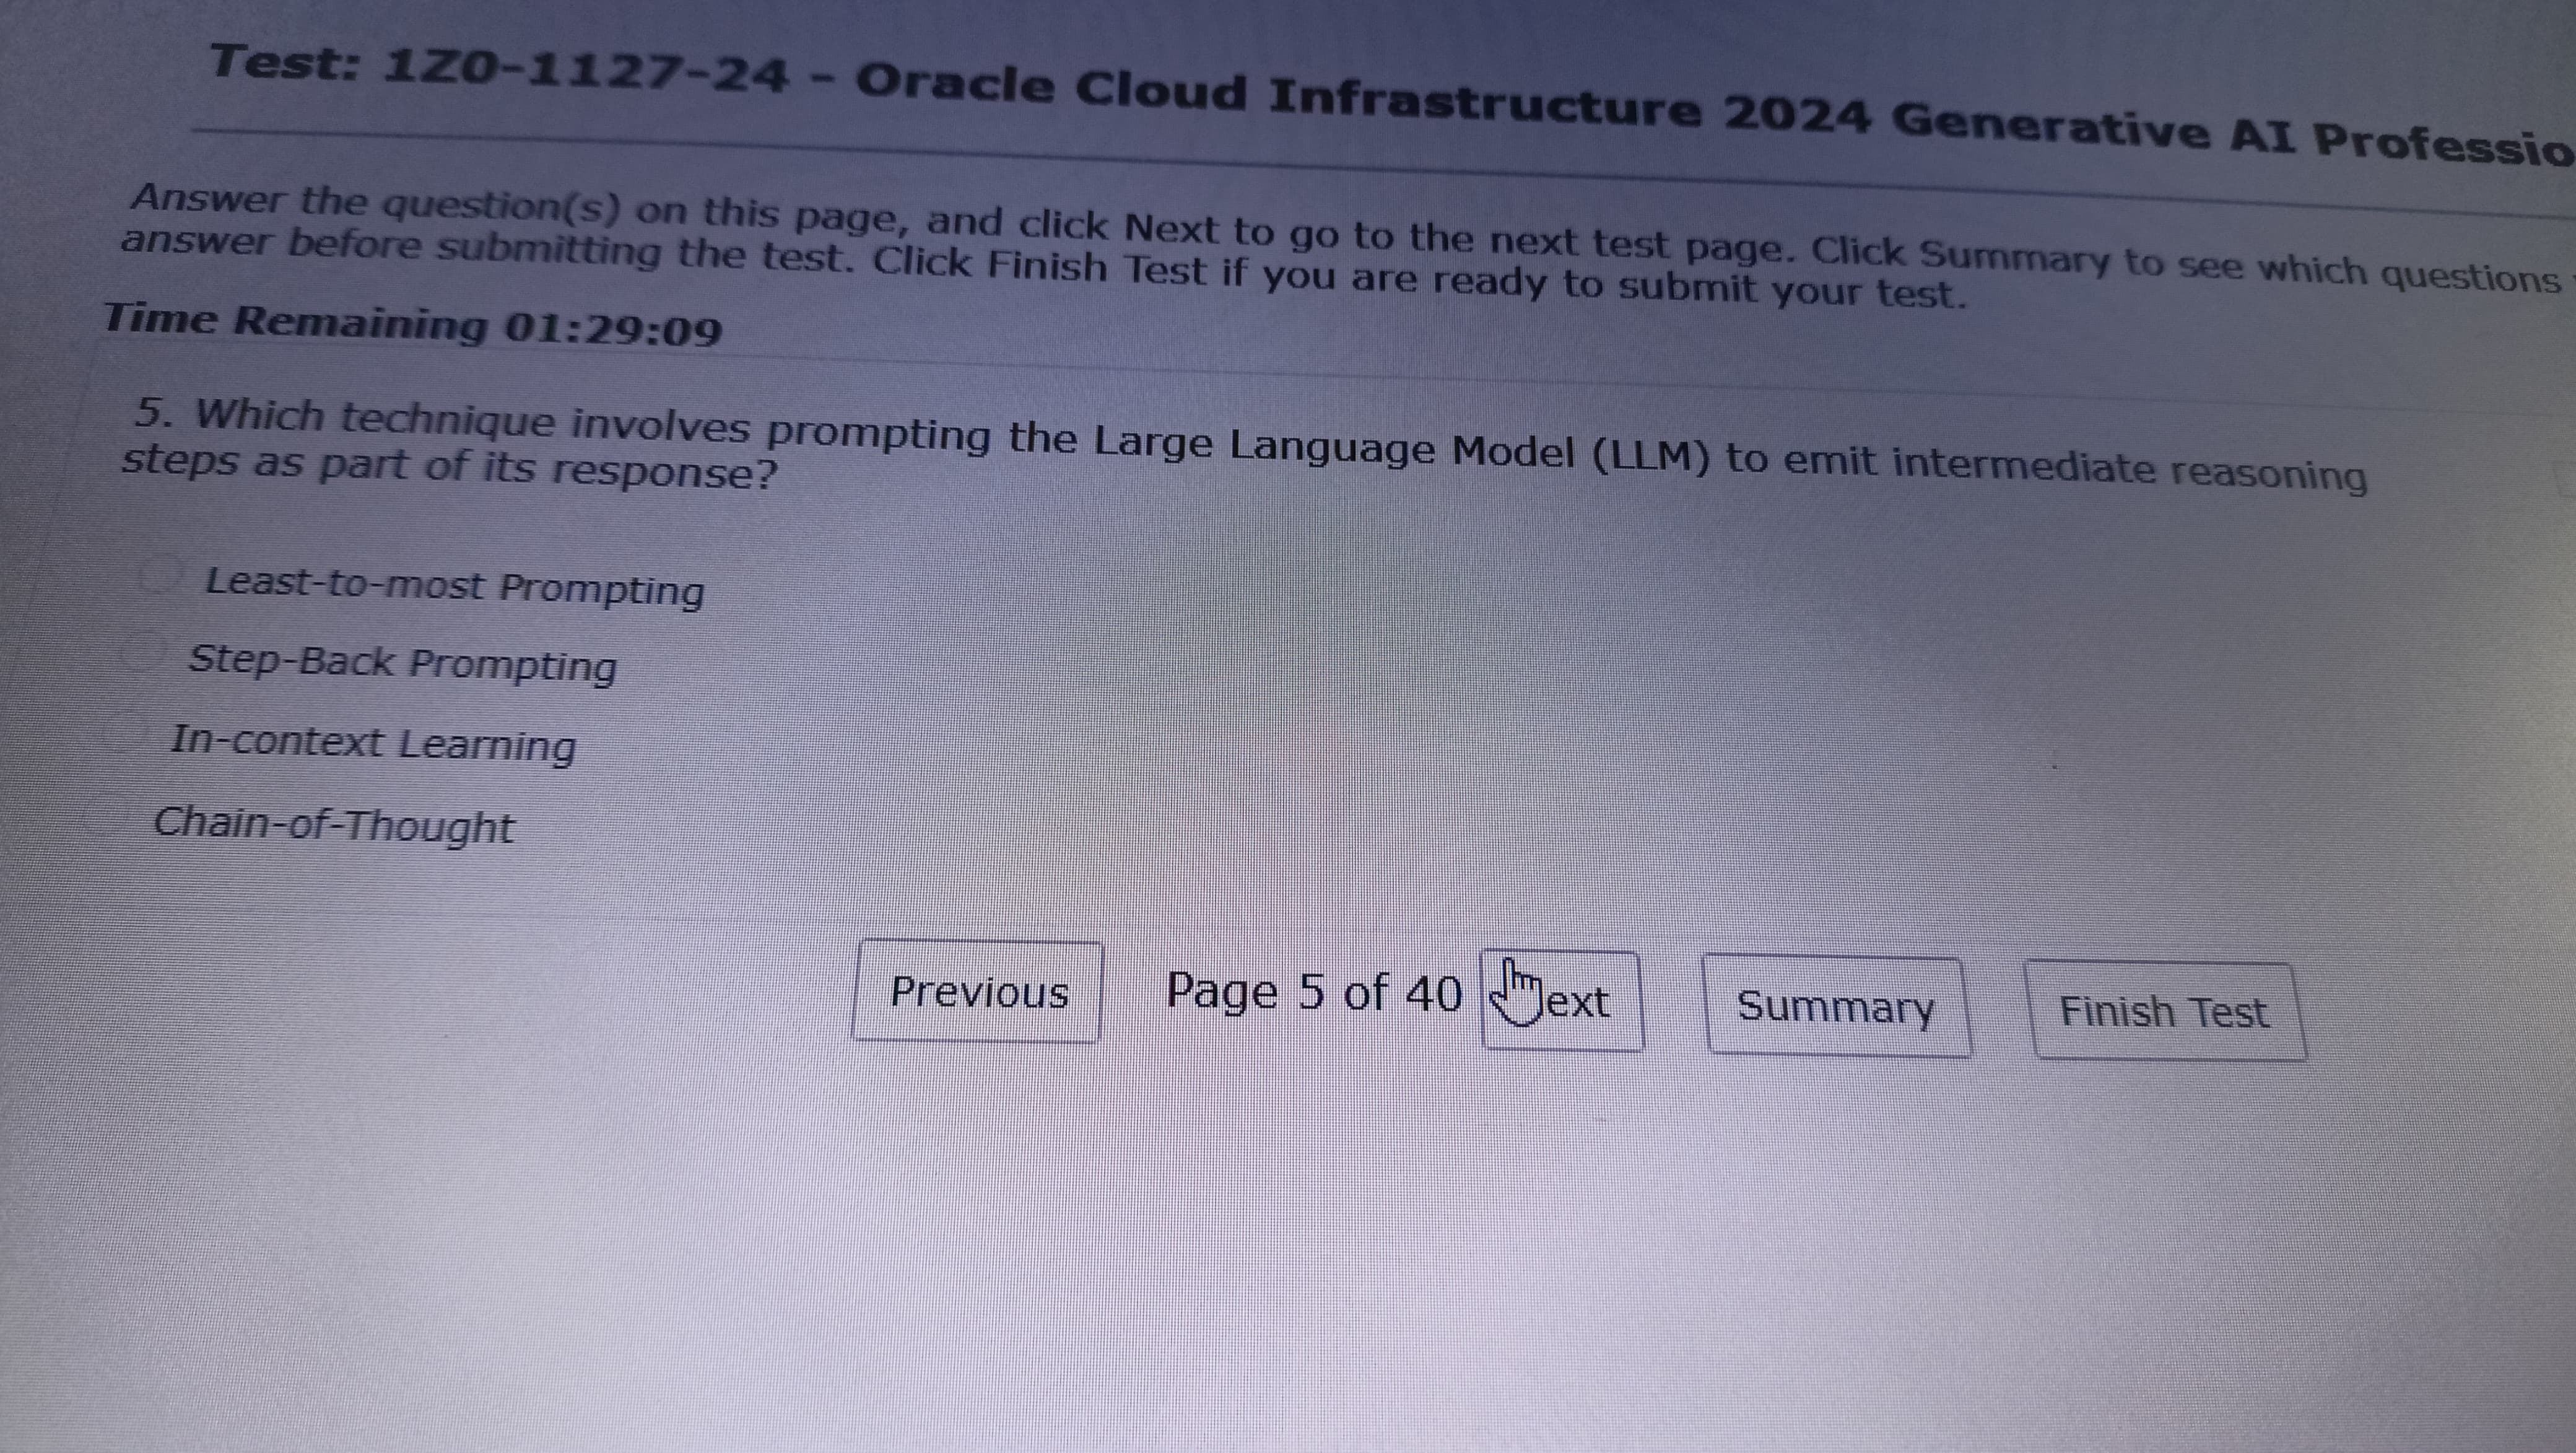 Test: 1Z0-1127-24 - Oracle Cloud Infrastructure 2024 Generative AI
Answer the question(s) on this page, and click Next to go to the next test page. Click Summary to see which questions
answer before submitting the test. Click Finish Test if you are ready to submit your test.
Time Remaining 01:29:09
5. Which technique involves prompting the Large Language Model (LLM) to emit intermediate reasoning
steps as part of its response?
Least-to-most Prompting
Step-Back Prompting
In-context Learning
Chain-of-Thought
Previous Page 5 of 40 ext Summary Finish Test